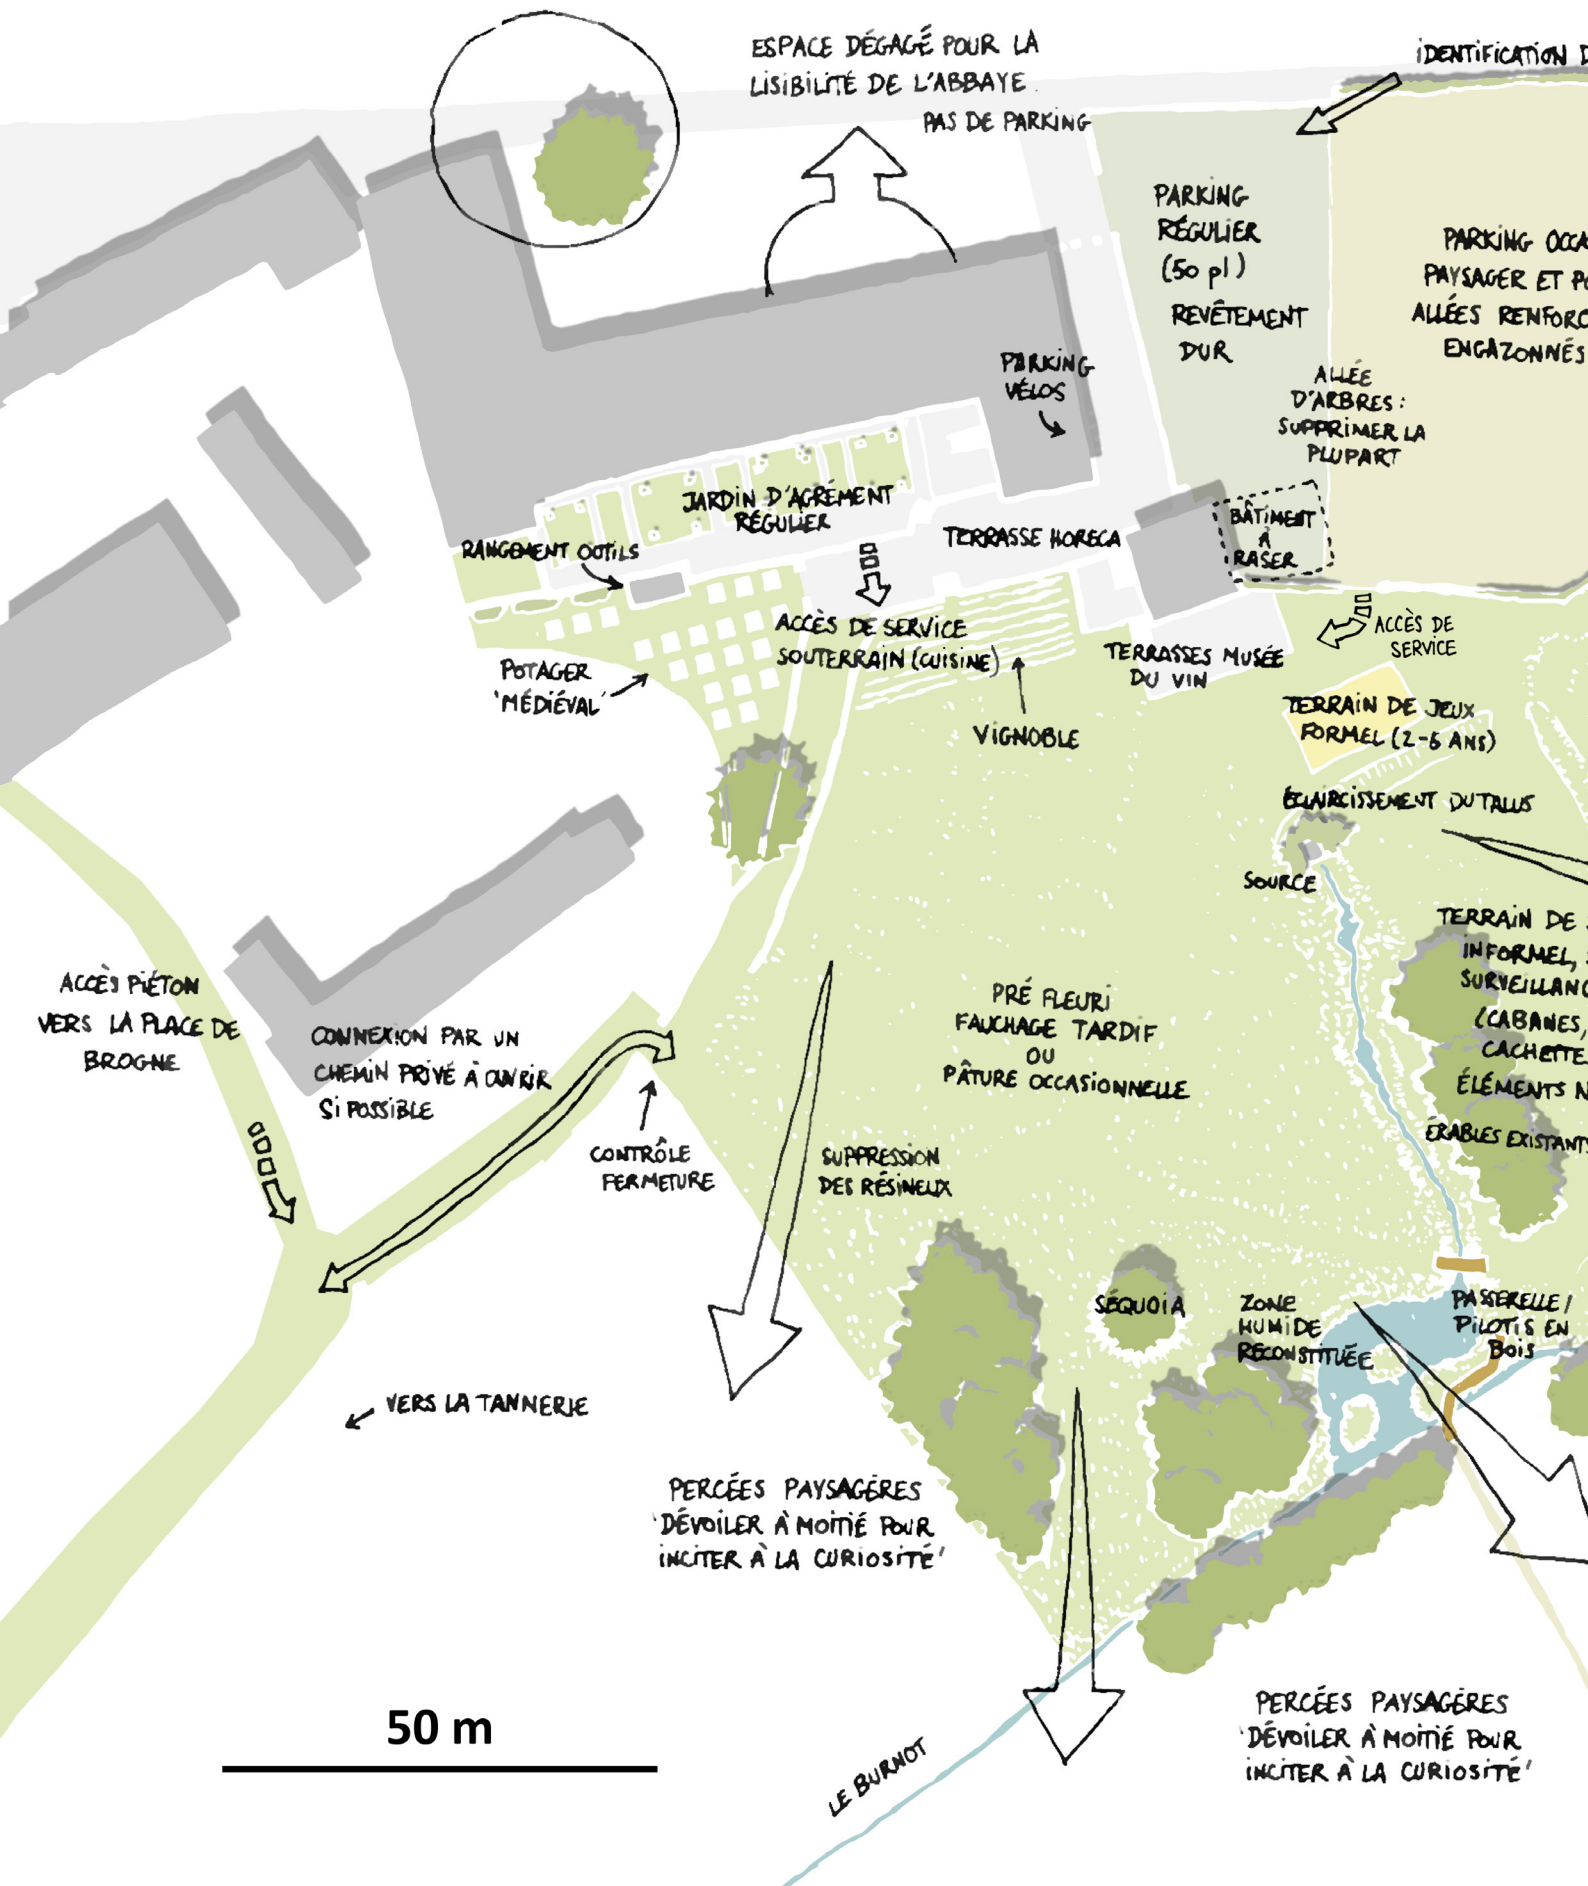 ESPACE DÉGAGÉ POUR LA
LISIBILITÉ DE L'ABBAYE.
PAS DE PARKING
IDENTIFICATION D
PARKING
RÉGULIER
(50 pl)
REVÊTEMENT
DUR
PARKING OCCA
PAYSAGER ET PO
ALLÉES RENFORC
ENGAZONNÉS
PARKING
VÉLOS
ALLÉE
D'ARBRES :
SUPPRIMER LA
PLUPART
JARDIN D'AGRÉMENT
RÉGULIER
RANGEMENT OUTILS
TERRASSE HORECA
BÂTIMENT
À
RASER
ACCÈS DE SERVICE
SOUTERRAIN (CUISINE)
ACCÈS DE
SERVICE
POTAGER
'MÉDIÉVAL'
TERRASSES MUSÉE
DU VIN
VIGNOBLE
TERRAIN DE JEUX
FORMEL (2-6 ANS)
ÉCLAIRCISSEMENT DU TALUS
SOURCE
TERRAIN DE J
INFORMEL, S
SURVEILLANC
(CABANES,
CACHETTE
ÉLÉMENTS N
ÉRABLES EXISTANTS
ACCÈS PIÉTON
VERS LA PLACE DE
BROGNE
CONNEXION PAR UN
CHEMIN PRIVÉ À OUVRIR
SI POSSIBLE
PRÉ FLEURI
FAUCHAGE TARDIF
OU
PÂTURE OCCASIONNELLE
CONTRÔLE
FERMETURE
SUPPRESSION
DES RÉSINEUX
SÉQUOIA
ZONE
HUMIDE
RECONSTITUÉE
PASSERELLE/
PILOTIS EN
BOIS
VERS LA TANNERIE
PERCÉES PAYSAGÈRES
'DÉVOILER À MOITIÉ POUR
INCITER À LA CURIOSITÉ'
50 m
LE BURNOT
PERCÉES PAYSAGÈRES
'DÉVOILER À MOITIÉ POUR
INCITER À LA CURIOSITÉ'